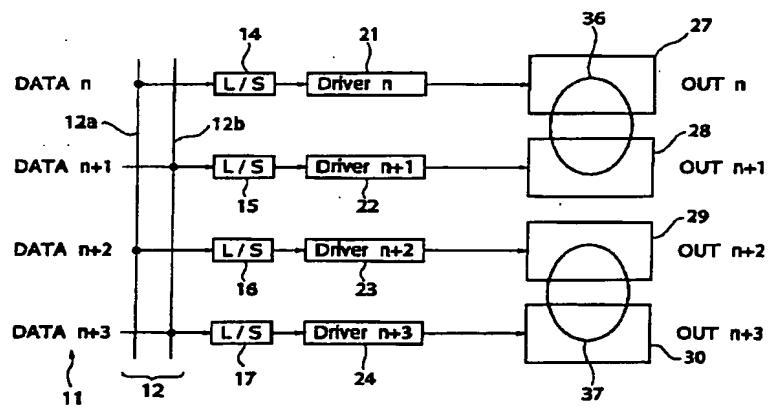 14 21 36 27
DATA n L/S Driver n OUT n
12a 12b 28
DATA n+1 L/S Driver n+1 OUT n+1
15 22 29
DATA n+2 L/S Driver n+2 OUT n+2
16 23
DATA n+3 L/S Driver n+3 OUT n+3
11 12 17 24 37 30